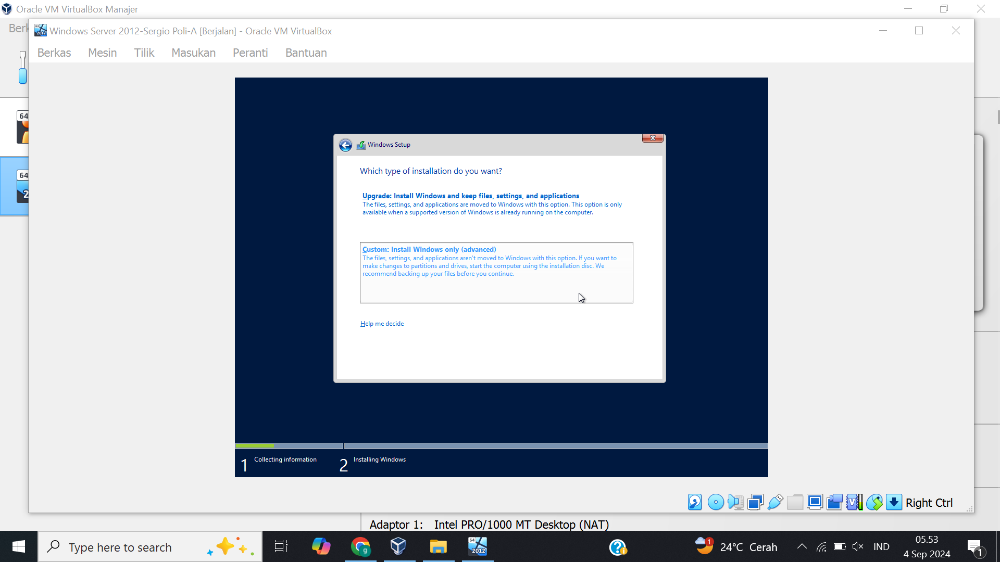 Oracle VM VirtualBox Manajer
Berk
Windows Server 2012-Sergio Poli-A [Berjalan] - Oracle VM VirtualBox
Berkas Mesin Tilik Masukan Peranti Bantuan
64
64
2
Windows Setup
Which type of installation do you want?
Upgrade: Install Windows and keep files, settings, and applications
The files, settings, and applications are moved to Windows with this option. This option is only
available when a supported version of Windows is already running on the computer.
Custom: Install Windows only (advanced)
The files, settings, and applications aren't moved to Windows with this option. If you want to
make changes to partitions and drives, start the computer using the installation disc. We
recommend backing up your files before you continue.
Help me decide
1 Collecting information 2 Installing Windows
Right Ctrl
Adaptor 1: Intel PRO/1000 MT Desktop (NAT)
Type here to search
g
64
2012
1
24°C Cerah
IND
05.53
4 Sep 2024
1